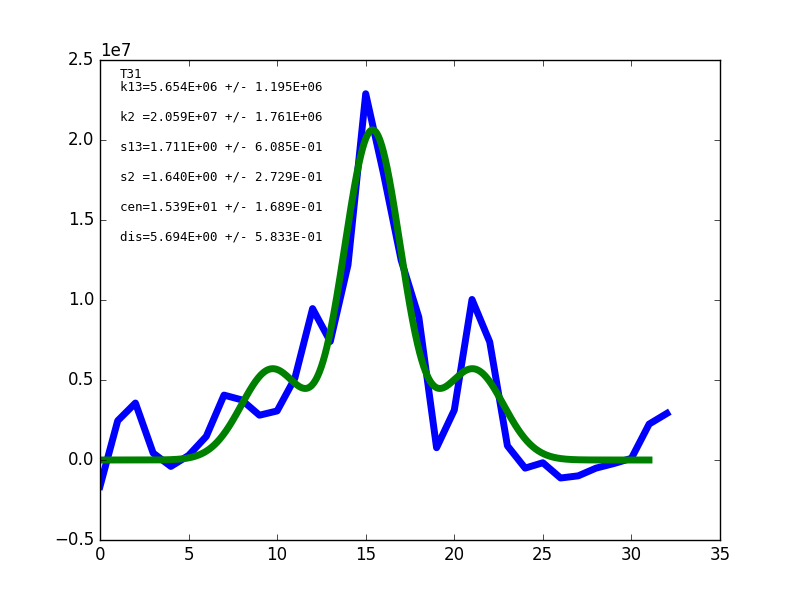 1e7
T31
k13=5.654E+06 +/- 1.195E+06
k2 =2.059E+07 +/- 1.761E+06
s13=1.711E+00 +/- 6.085E-01
s2 =1.640E+00 +/- 2.729E-01
cen=1.539E+01 +/- 1.689E-01
dis=5.694E+00 +/- 5.833E-01
2.5
2.0
1.5
1.0
0.5
0.0
−0.5
0 5 10 15 20 25 30 35